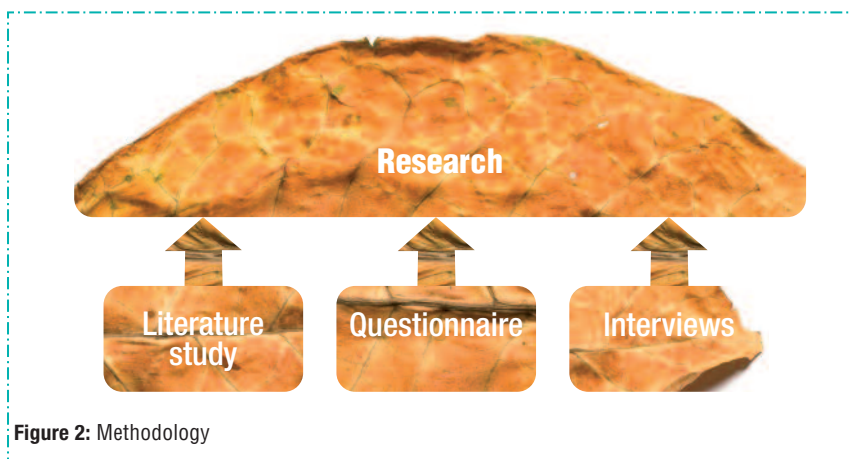 Research
Literature
study
Questionnaire
Interviews
Figure 2: Methodology